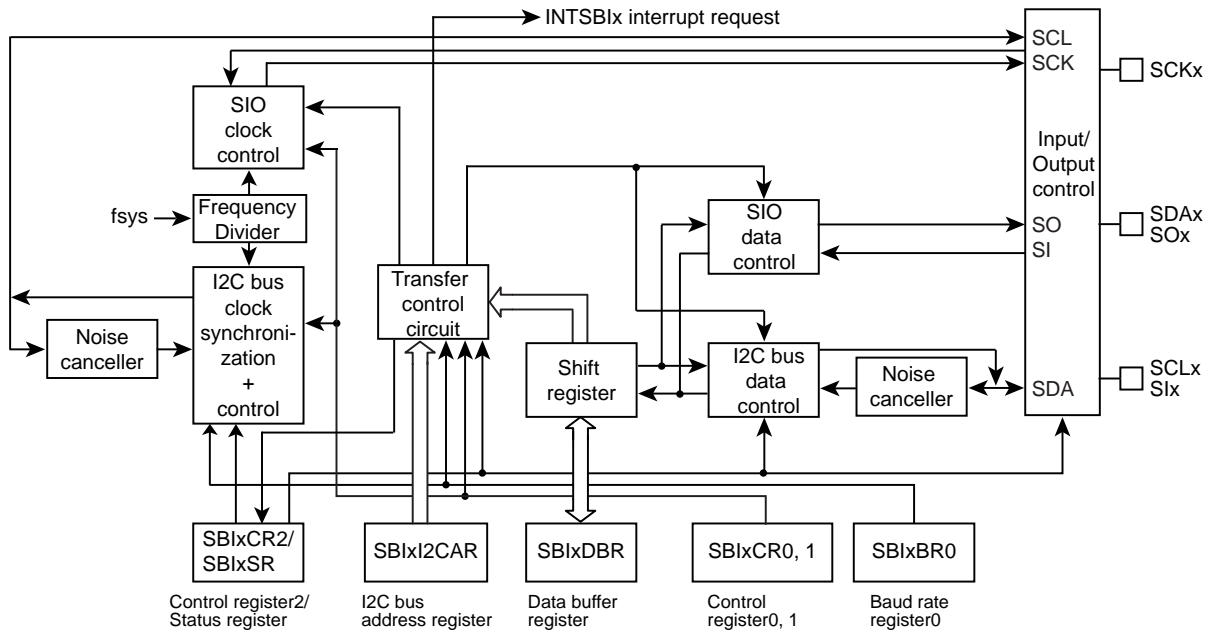 INTSBIx interrupt request
SCL
SCK
SCKx
SIO
clock
control
Input/
Output
control
fsys
Frequency
Divider
SIO
data
control
SO
SI
SDAx
SOx
I2C bus
clock
synchroni-
zation
+
control
Transfer
control
circuit
Noise
canceller
Shift
register
I2C bus
data
control
Noise
canceller
SDA
SCLx
SIx
SBIxCR2/
SBIxSR
SBIxI2CAR
SBIxDBR
SBIxCR0, 1
SBIxBR0
Control register2/
Status register
I2C bus
address register
Data buffer
register
Control
register0, 1
Baud rate
register0